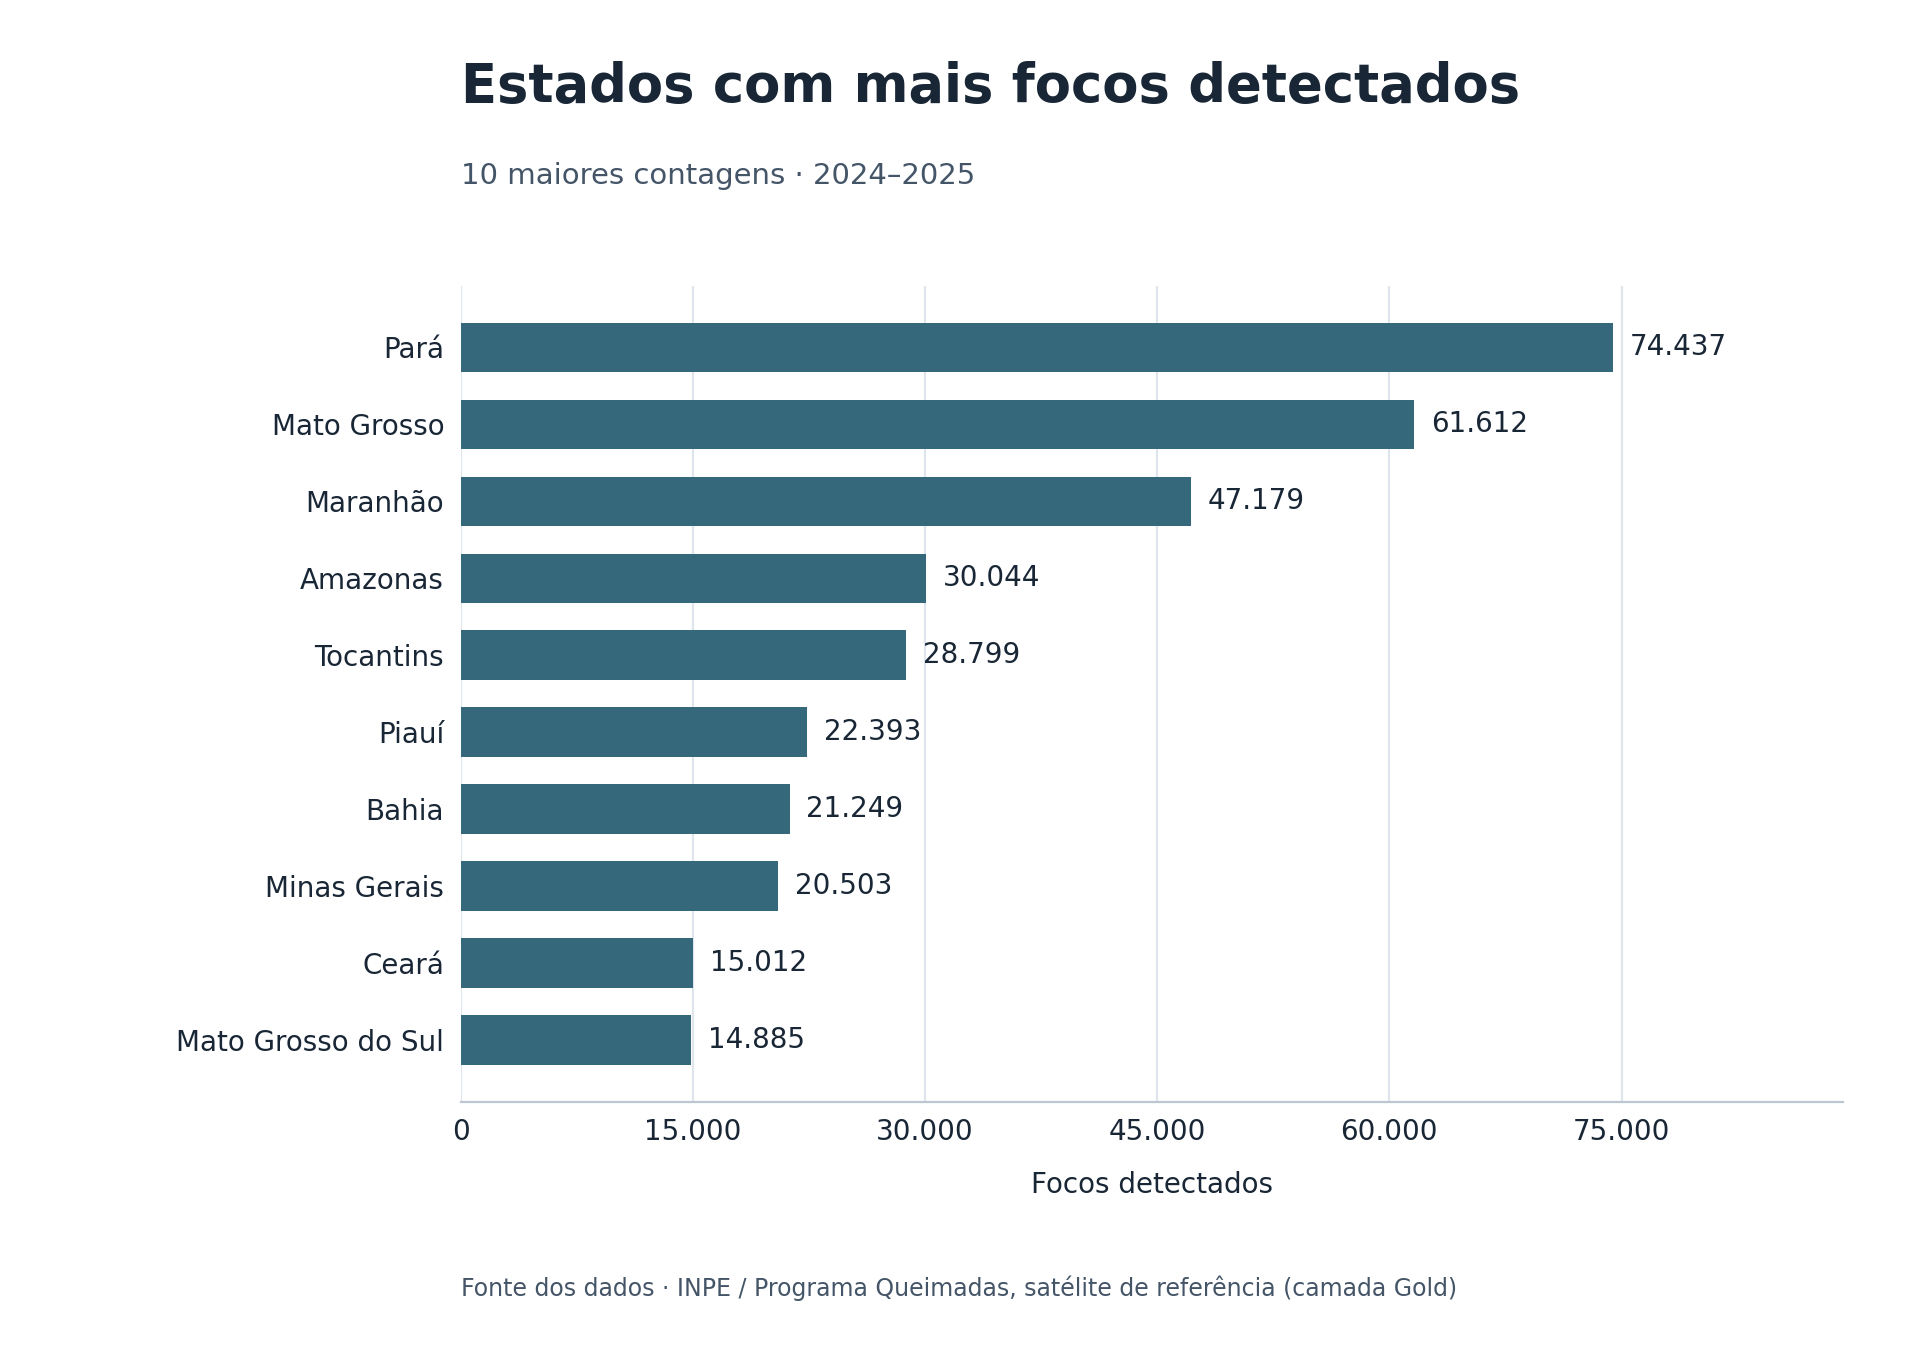 Estados com mais focos detectados
10 maiores contagens · 2024–2025
Pará 74.437
Mato Grosso 61.612
Maranhão 47.179
Amazonas 30.044
Tocantins 28.799
Piauí 22.393
Bahia 21.249
Minas Gerais 20.503
Ceará 15.012
Mato Grosso do Sul 14.885
0 15.000 30.000 45.000 60.000 75.000
Focos detectados
Fonte dos dados · INPE / Programa Queimadas, satélite de referência (camada Gold)